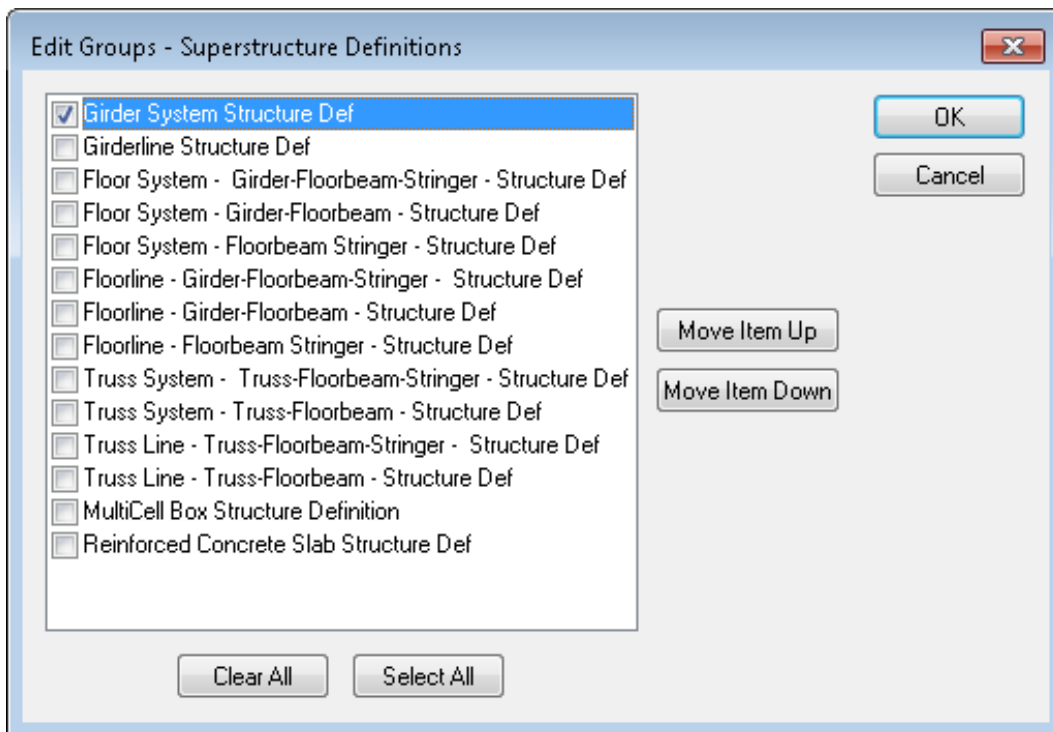 Edit Groups - Superstructure Definitions
Girder System Structure Def
Girderline Structure Def
Floor System -  Girder-Floorbeam-Stringer - Structure Def
Floor System - Girder-Floorbeam - Structure Def
Floor System - Floorbeam Stringer - Structure Def
Floorline - Girder-Floorbeam-Stringer -  Structure Def
Floorline - Girder-Floorbeam - Structure Def
Floorline - Floorbeam Stringer - Structure Def
Truss System -  Truss-Floorbeam-Stringer - Structure Def
Truss System - Truss-Floorbeam - Structure Def
Truss Line - Truss-Floorbeam-Stringer -  Structure Def
Truss Line - Truss-Floorbeam - Structure Def
MultiCell Box Structure Definition
Reinforced Concrete Slab Structure Def
OK
Cancel
Move Item Up
Move Item Down
Clear All
Select All